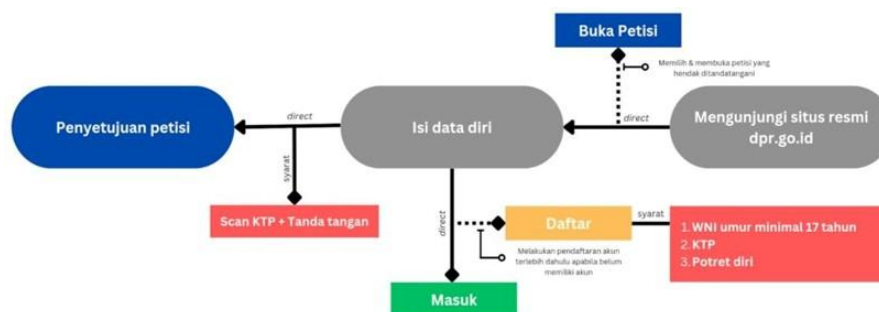 Buka Petisi
Memilih & membuka petisi yang
hendak ditandatangani
Penyetujuan petisi
direct
Isi data diri
direct
Mengunjungi situs resmi
dpr.go.id
syarat
Scan KTP + Tanda tangan
direct
Daftar
syarat
1. WNI umur minimal 17 tahun
2. KTP
3. Potret diri
Melakukan pendaftaran akun
terlebih dahulu apabila belum
memiliki akun
Masuk